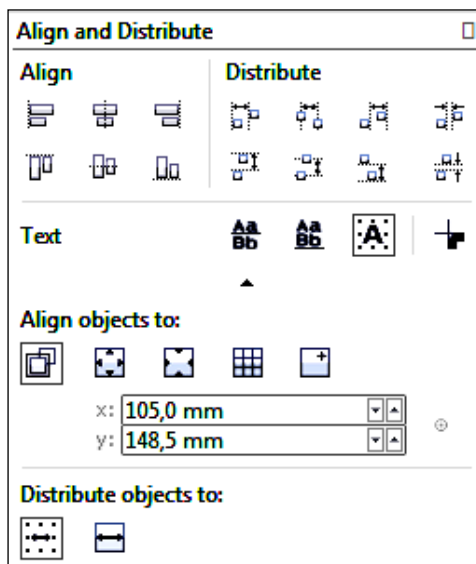 Align and Distribute
Align Distribute
Text Aa Bb Aa Bb A
Align objects to:
x: 105,0 mm
y: 148,5 mm
Distribute objects to: